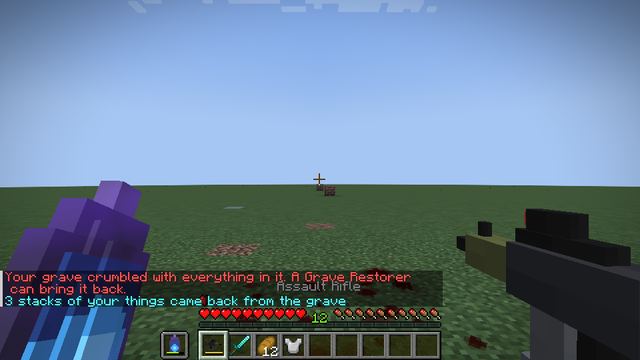 Your grave crumbled with everything in it. A Grave Restorer
can bring it back.
Assault Rifle
3 stacks of your things came back from the grave
12
12